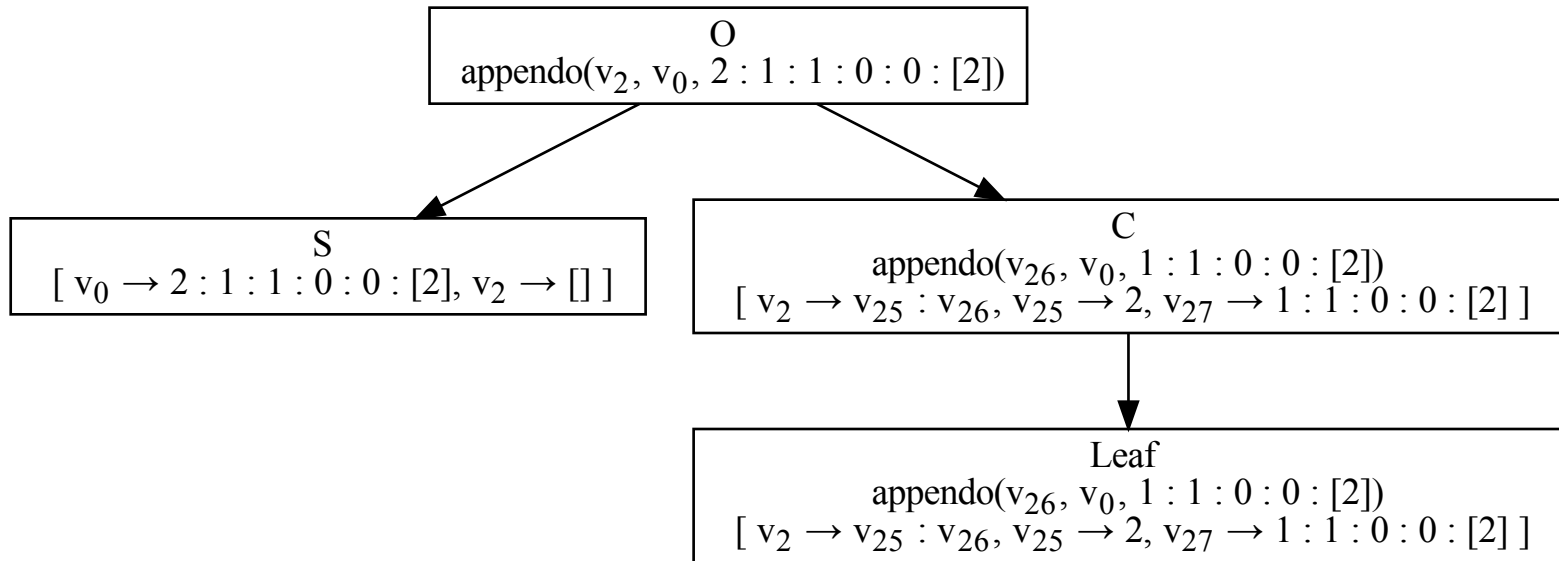 O
appendo(v₂, v₀, 2 : 1 : 1 : 0 : 0 : [2])
S
[ v₀ → 2 : 1 : 1 : 0 : 0 : [2], v₂ → [] ]
C
appendo(v₂₆, v₀, 1 : 1 : 0 : 0 : [2])
[ v₂ → v₂₅ : v₂₆, v₂₅ → 2, v₂₇ → 1 : 1 : 0 : 0 : [2] ]
Leaf
appendo(v₂₆, v₀, 1 : 1 : 0 : 0 : [2])
[ v₂ → v₂₅ : v₂₆, v₂₅ → 2, v₂₇ → 1 : 1 : 0 : 0 : [2] ]